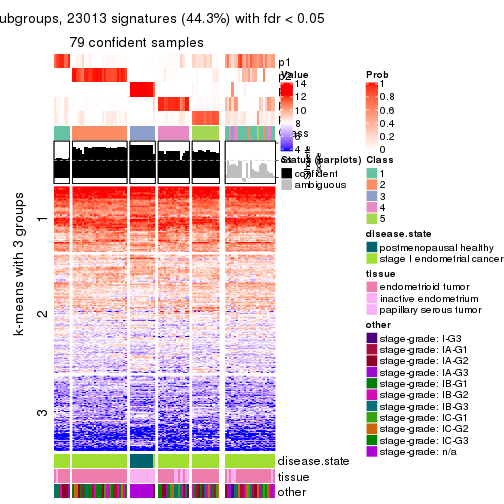 ubgroups, 23013 signatures (44.3%) with fdr < 0.05
79 confident samples
p1
Value
14
12
10
8
6
4
Prob
1
0.8
0.6
0.4
0.2
0
Status (barplots)
confident
ambiguous
Class
1
2
3
4
5
disease.state
postmenopausal healthy
stage I endometrial cancer
tissue
endometrioid tumor
inactive endometrium
papillary serous tumor
other
stage-grade: I-G3
stage-grade: IA-G1
stage-grade: IA-G2
stage-grade: IA-G3
stage-grade: IB-G1
stage-grade: IB-G2
stage-grade: IB-G3
stage-grade: IC-G1
stage-grade: IC-G2
stage-grade: IC-G3
stage-grade: n/a
k-means with 3 groups
1
2
3
disease.state
tissue
other